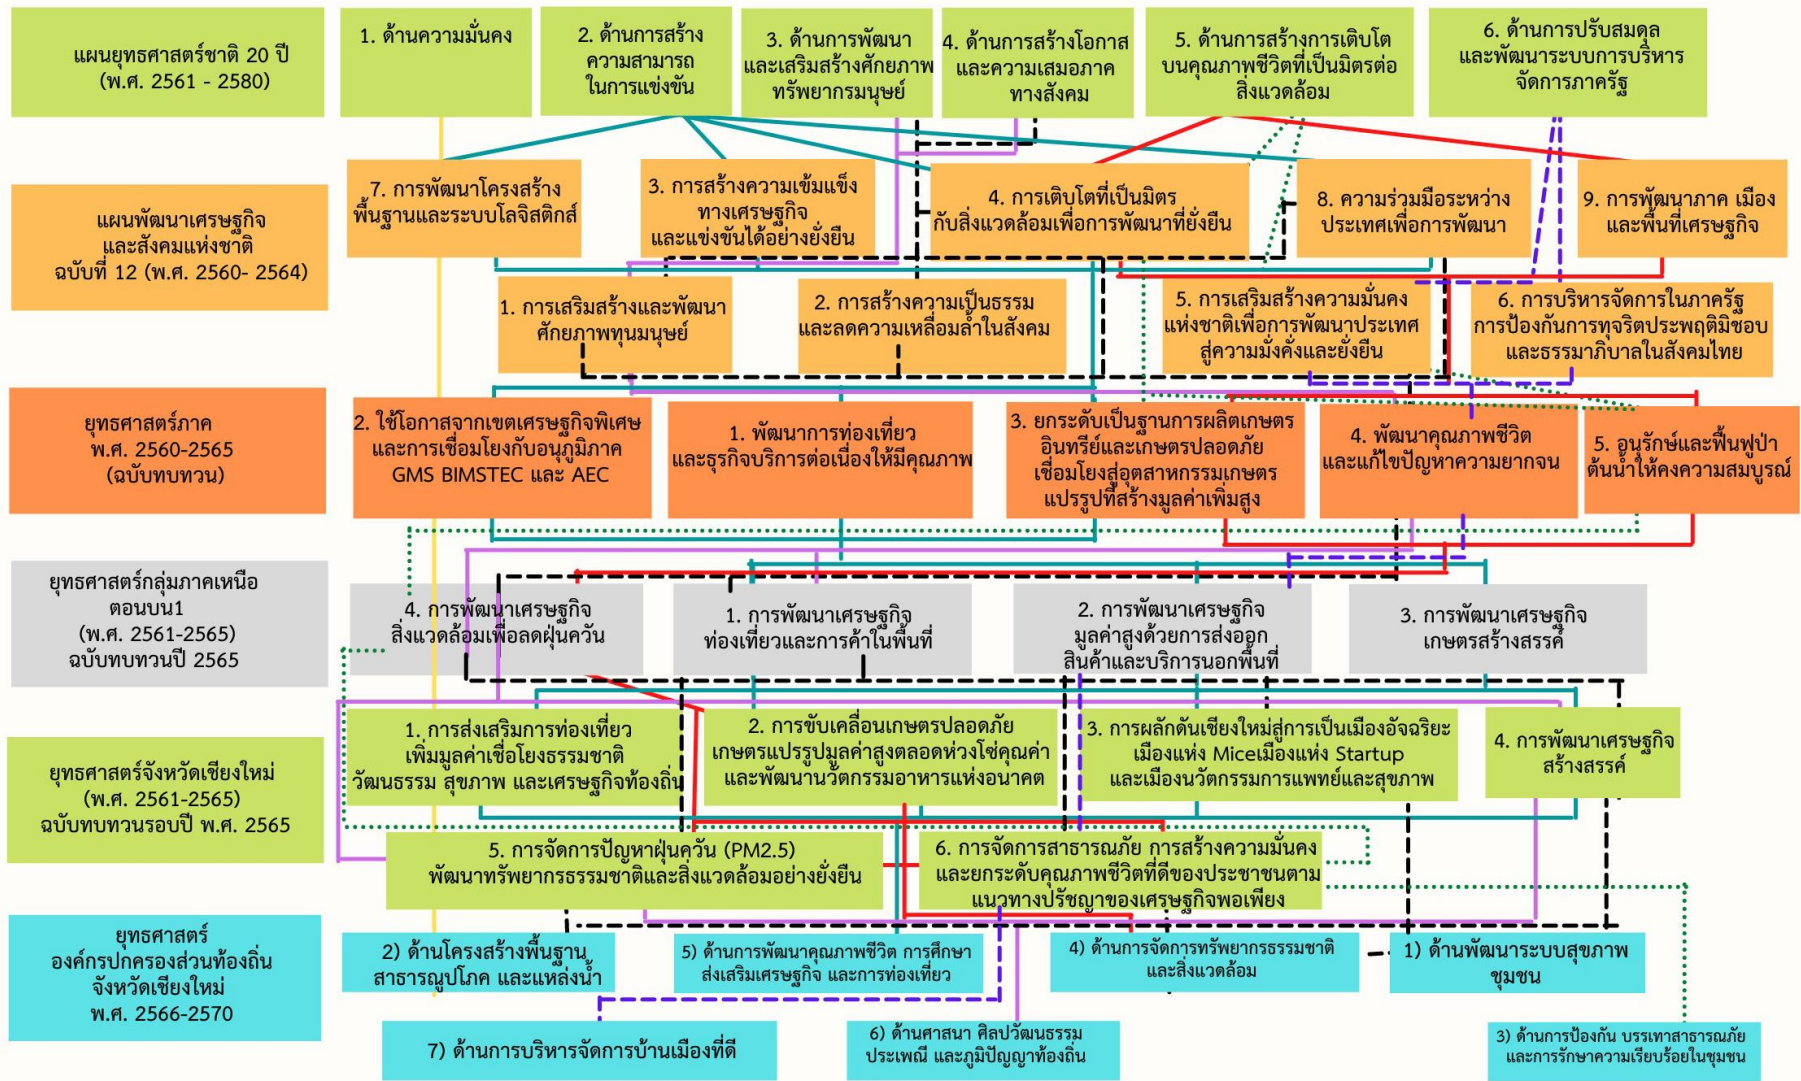 แผนยุทธศาสตร์ชาติ 20 ปี
(พ.ศ. 2561 - 2580)
1. ด้านความมั่นคง
2. ด้านการสร้าง
ความสามารถ
ในการแข่งขัน
3. ด้านการพัฒนา
และเสริมสร้างศักยภาพ
ทรัพยากรมนุษย์
4. ด้านการสร้างโอกาส
และความเสมอภาค
ทางสังคม
5. ด้านการสร้างการเติบโต
บนคุณภาพชีวิตที่เป็นมิตรต่อ
สิ่งแวดล้อม
6. ด้านการปรับสมดุล
และพัฒนาระบบการบริหาร
จัดการภาครัฐ
แผนพัฒนาเศรษฐกิจ
และสังคมแห่งชาติ
ฉบับที่ 12 (พ.ศ. 2560- 2564)
7. การพัฒนาโครงสร้าง
พื้นฐานและระบบโลจิสติกส์
3. การสร้างความเข้มแข็ง
ทางเศรษฐกิจ
และแข่งขันได้อย่างยั่งยืน
4. การเติบโตที่เป็นมิตร
กับสิ่งแวดล้อมเพื่อการพัฒนาที่ยั่งยืน
8. ความร่วมมือระหว่าง
ประเทศเพื่อการพัฒนา
9. การพัฒนาภาค เมือง
และพื้นที่เศรษฐกิจ
1. การเสริมสร้างและพัฒนา
ศักยภาพทุนมนุษย์
2. การสร้างความเป็นธรรม
และลดความเหลื่อมล้ำในสังคม
5. การเสริมสร้างความมั่นคง
แห่งชาติเพื่อการพัฒนาประเทศ
สู่ความมั่งคั่งและยั่งยืน
6. การบริหารจัดการในภาครัฐ
การป้องกันการทุจริตประพฤติมิชอบ
และธรรมาภิบาลในสังคมไทย
ยุทธศาสตร์ภาค
พ.ศ. 2560-2565
(ฉบับทบทวน)
2. ใช้โอกาสจากเขตเศรษฐกิจพิเศษ
และการเชื่อมโยงกับอนุภูมิภาค
GMS BIMSTEC และ AEC
1. พัฒนาการท่องเที่ยว
และธุรกิจบริการต่อเนื่องให้มีคุณภาพ
3. ยกระดับเป็นฐานการผลิตเกษตร
อินทรีย์และเกษตรปลอดภัย
เชื่อมโยงสู่อุตสาหกรรมเกษตร
แปรรูปที่สร้างมูลค่าเพิ่มสูง
4. พัฒนาคุณภาพชีวิต
และแก้ไขปัญหาความยากจน
5. อนุรักษ์และฟื้นฟูป่า
ต้นน้ำให้คงความสมบูรณ์
ยุทธศาสตร์กลุ่มภาคเหนือ
ตอนบน1
(พ.ศ. 2561-2565)
ฉบับทบทวนปี 2565
4. การพัฒนาเศรษฐกิจ
สิ่งแวดล้อมเพื่อลดฝุ่นควัน
1. การพัฒนาเศรษฐกิจ
ท่องเที่ยวและการค้าในพื้นที่
2. การพัฒนาเศรษฐกิจ
มูลค่าสูงด้วยการส่งออก
สินค้าและบริการนอกพื้นที่
3. การพัฒนาเศรษฐกิจ
เกษตรสร้างสรรค์
ยุทธศาสตร์จังหวัดเชียงใหม่
(พ.ศ. 2561-2565)
ฉบับทบทวนรอบปี พ.ศ. 2565
1. การส่งเสริมการท่องเที่ยว
เพิ่มมูลค่าเชื่อโยงธรรมชาติ
วัฒนธรรม สุขภาพ และเศรษฐกิจท้องถิ่น
2. การขับเคลื่อนเกษตรปลอดภัย
เกษตรแปรรูปมูลค่าสูงตลอดห่วงโซ่คุณค่า
และพัฒนานวัตกรรมอาหารแห่งอนาคต
3. การผลักดันเชียงใหม่สู่การเป็นเมืองอัจฉริยะ
เมืองแห่ง Miceเมืองแห่ง Startup
และเมืองนวัตกรรมการแพทย์และสุขภาพ
4. การพัฒนาเศรษฐกิจ
สร้างสรรค์
5. การจัดการปัญหาฝุ่นควัน (PM2.5)
พัฒนาทรัพยากรธรรมชาติและสิ่งแวดล้อมอย่างยั่งยืน
6. การจัดการสาธารณภัย การสร้างความมั่นคง
และยกระดับคุณภาพชีวิตที่ดีของประชาชนตาม
แนวทางปรัชญาของเศรษฐกิจพอเพียง
ยุทธศาสตร์
องค์กรปกครองส่วนท้องถิ่น
จังหวัดเชียงใหม่
พ.ศ. 2566-2570
2) ด้านโครงสร้างพื้นฐาน
สาธารณูปโภค และแหล่งน้ำ
5) ด้านการพัฒนาคุณภาพชีวิต การศึกษา
ส่งเสริมเศรษฐกิจ และการท่องเที่ยว
4) ด้านการจัดการทรัพยากรธรรมชาติ
และสิ่งแวดล้อม
1) ด้านพัฒนาระบบสุขภาพ
ชุมชน
7) ด้านการบริหารจัดการบ้านเมืองที่ดี
6) ด้านศาสนา ศิลปวัฒนธรรม
ประเพณี และภูมิปัญญาท้องถิ่น
3) ด้านการป้องกัน บรรเทาสาธารณภัย
และการรักษาความเรียบร้อยในชุมชน